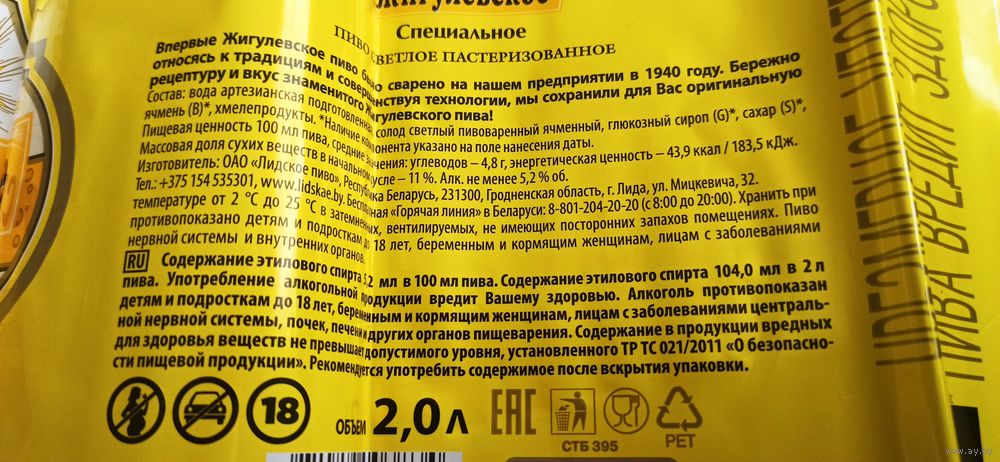 Жигулевское
Специальное
ПИВО СВЕТЛОЕ ПАСТЕРИЗОВАННОЕ
Впервые Жигулевское пиво было сварено на нашем предприятии в 1940 году. Бережно
относясь к традициям и совершенствуя технологии, мы сохранили для Вас оригинальную
рецептуру и вкус знаменитого Жигулевского пива!
Состав: вода артезианская подготовленная, солод светлый пивоваренный ячменный, глюкозный сироп (G)*, сахар (S)*,
ячмень (B)*, хмелепродукты. *Наличие компонента указано на поле нанесения даты.
Пищевая ценность 100 мл пива, средние значения: углеводов – 4,8 г, энергетическая ценность – 43,9 ккал / 183,5 кДж.
Массовая доля сухих веществ в начальном сусле – 11 %. Алк. не менее 5,2 % об.
Изготовитель: ОАО «Лидское пиво», Республика Беларусь, 231300, Гродненская область, г. Лида, ул. Мицкевича, 32.
Тел.: +375 154 535301, www.lidskae.by. Бесплатная «Горячая линия» в Беларуси: 8-801-204-20-20 (с 8:00 до 20:00). Хранить при
температуре от 2 °С до 25 °С в затемненных, вентилируемых, не имеющих посторонних запахов помещениях. Пиво
противопоказано детям и подросткам до 18 лет, беременным и кормящим женщинам, лицам с заболеваниями
нервной системы и внутренних органов.
RU Содержание этилового спирта 5,2 мл в 100 мл пива. Содержание этилового спирта 104,0 мл в 2 л
пива. Употребление алкогольной продукции вредит Вашему здоровью. Алкоголь противопоказан
детям и подросткам до 18 лет, беременным и кормящим женщинам, лицам с заболеваниями централь-
ной нервной системы, почек, печени и других органов пищеварения. Содержание в продукции вредных
для здоровья веществ не превышает допустимого уровня, установленного ТР ТС 021/2011 «О безопасно-
сти пищевой продукции». Рекомендуется употребить содержимое после вскрытия упаковки.
18
ОБЪЕМ 2,0 л
EAC
СТБ 395
PET
ПИВА ВРЕДИТ ЗДОРО
www.ay.by